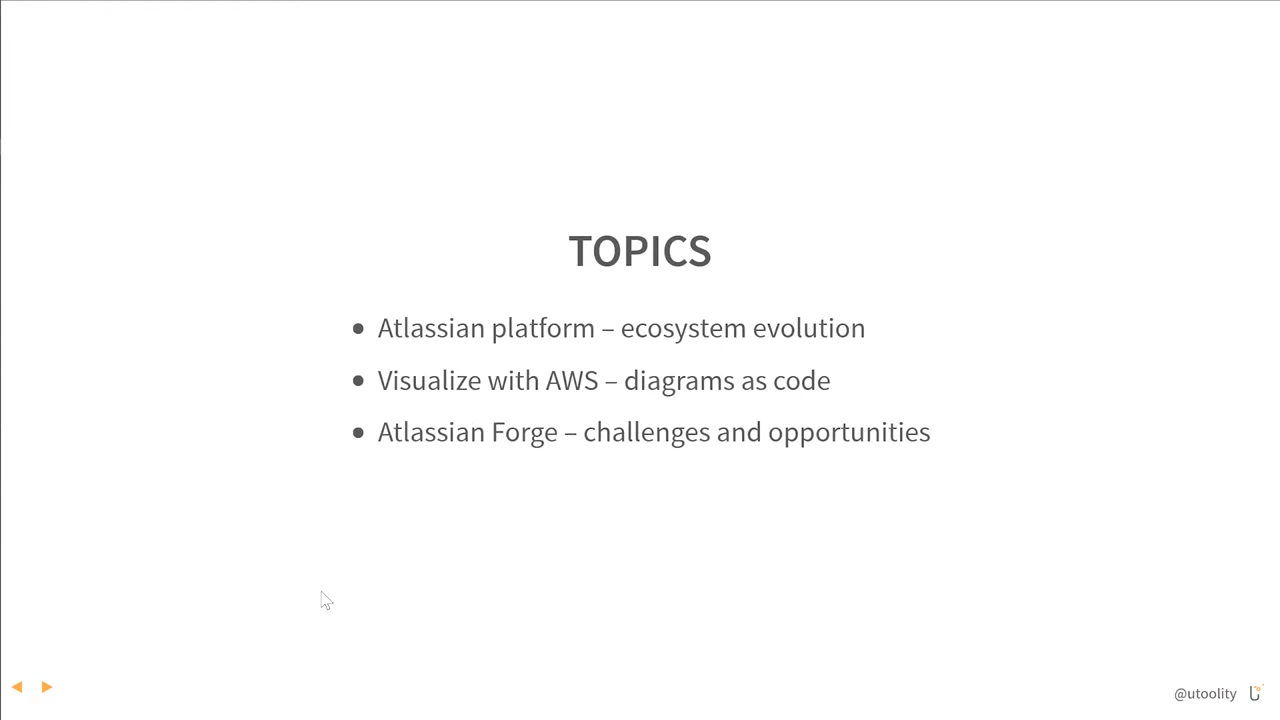 TOPICS
• Atlassian platform – ecosystem evolution
• Visualize with AWS – diagrams as code
• Atlassian Forge – challenges and opportunities
@utoolity